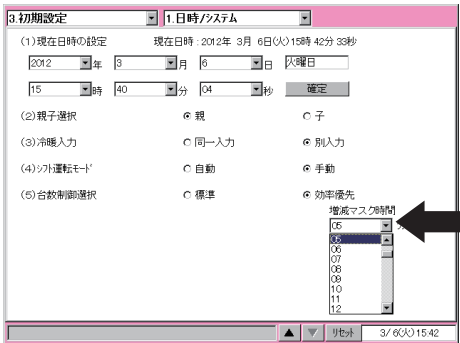 3.初期設定 1.日時/システム
(1)現在日時の設定 現在日時:2012年 3月 6日(火)15時 42分 33秒
2012 年 3 月 6 日 火曜日
15 時 40 分 04 秒 確定
(2)親子選択 親 子
(3)冷暖入力 同一入力 別入力
(4)シフト運転モード 自動 手動
(5)台数制御選択 標準 効率優先
増減マスク時間
05
05
06
07
08
09
10
11
12
リセット 3/ 6(火) 15:42